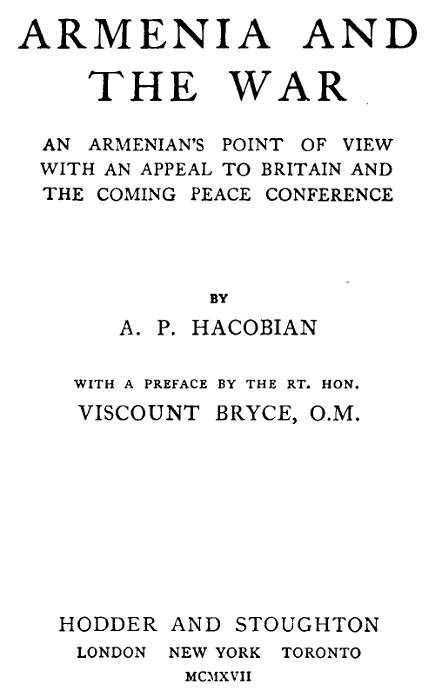 ARMENIA AND
THE WAR
AN ARMENIAN'S POINT OF VIEW
WITH AN APPEAL TO BRITAIN AND
THE COMING PEACE CONFERENCE
BY
A. P. HACOBIAN
WITH A PREFACE BY THE RT. HON.
VISCOUNT BRYCE, O.M.
HODDER AND STOUGHTON
LONDON NEW YORK TORONTO
MCMXVII